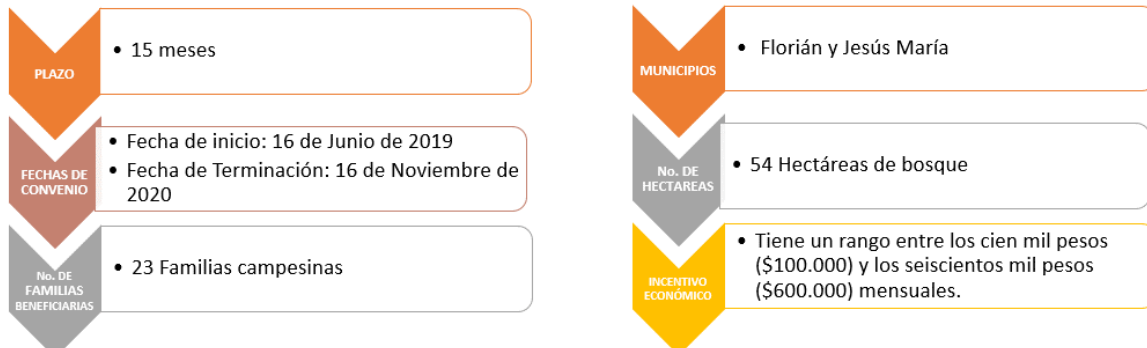 PLAZO
• 15 meses
FECHAS DE
CONVENIO
• Fecha de inicio: 16 de Junio de 2019
• Fecha de Terminación: 16 de Noviembre de
2020
No. DE
FAMILIAS
BENEFICIARIAS
• 23 Familias campesinas
MUNICIPIOS
• Florián y Jesús María
No. DE
HECTAREAS
• 54 Hectáreas de bosque
INCENTIVO
ECONÓMICO
• Tiene un rango entre los cien mil pesos
($100.000) y los seiscientos mil pesos
($600.000) mensuales.